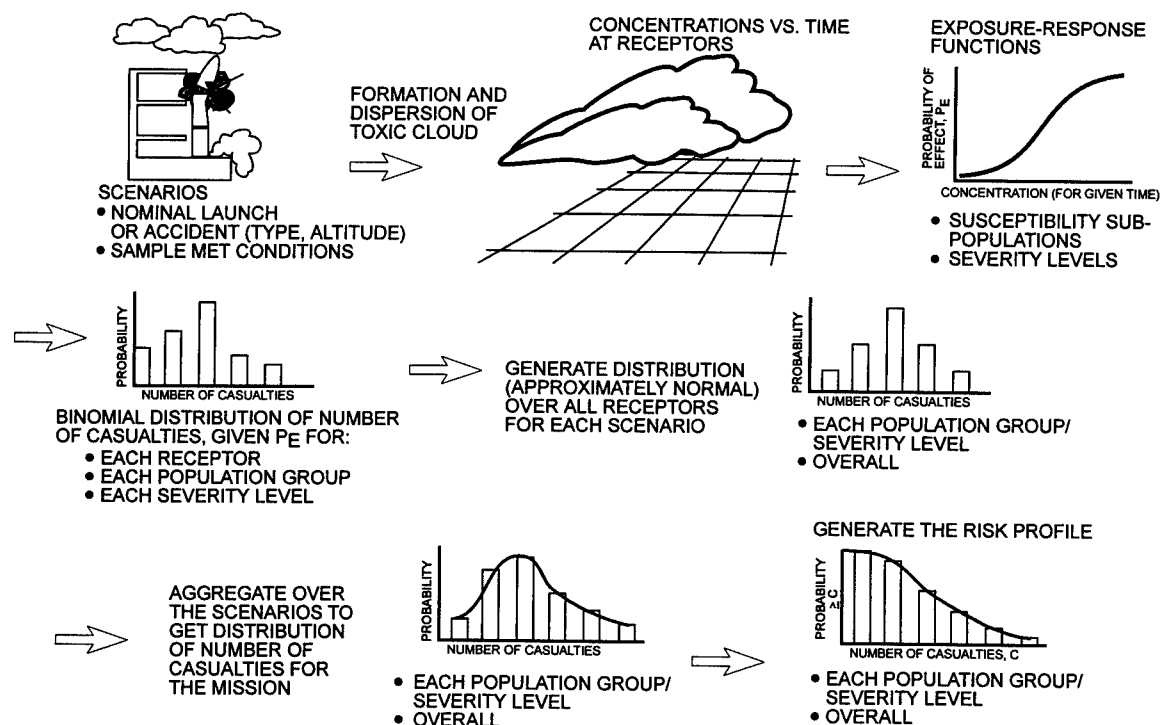 CONCENTRATIONS VS. TIME
AT RECEPTORS
EXPOSURE-RESPONSE
FUNCTIONS
FORMATION AND
DISPERSION OF
TOXIC CLOUD
PROBABILITY OF
EFFECT, PE
CONCENTRATION (FOR GIVEN TIME)
SCENARIOS
• NOMINAL LAUNCH
OR ACCIDENT (TYPE, ALTITUDE)
• SAMPLE MET CONDITIONS
• SUSCEPTIBILITY SUB-
POPULATIONS
• SEVERITY LEVELS
PROBABILITY
NUMBER OF CASUALTIES
BINOMIAL DISTRIBUTION OF NUMBER
OF CASUALTIES, GIVEN PE FOR:
• EACH RECEPTOR
• EACH POPULATION GROUP
• EACH SEVERITY LEVEL
GENERATE DISTRIBUTION
(APPROXIMATELY NORMAL)
OVER ALL RECEPTORS
FOR EACH SCENARIO
PROBABILITY
NUMBER OF CASUALTIES
• EACH POPULATION GROUP/
SEVERITY LEVEL
• OVERALL
AGGREGATE OVER
THE SCENARIOS TO
GET DISTRIBUTION
OF NUMBER OF
CASUALTIES FOR
THE MISSION
PROBABILITY
NUMBER OF CASUALTIES
• EACH POPULATION GROUP/
SEVERITY LEVEL
• OVERALL
GENERATE THE RISK PROFILE
PROBABILITY
≥ C
NUMBER OF CASUALTIES, C
• EACH POPULATION GROUP/
SEVERITY LEVEL
• OVERALL